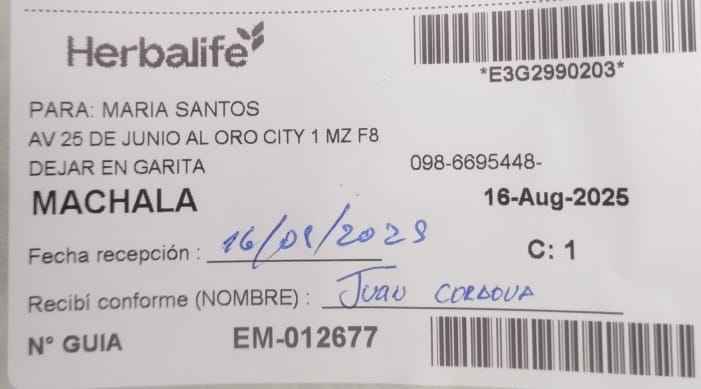 Herbalife
*E3G2990203*
PARA: MARIA SANTOS
AV 25 DE JUNIO AL ORO CITY 1 MZ F8
DEJAR EN GARITA 098-6695448-
MACHALA 16-Aug-2025
Fecha recepción : 16/08/2025
C: 1
Recibí conforme (NOMBRE) : Juan CORDOVA
N° GUIA EM-012677